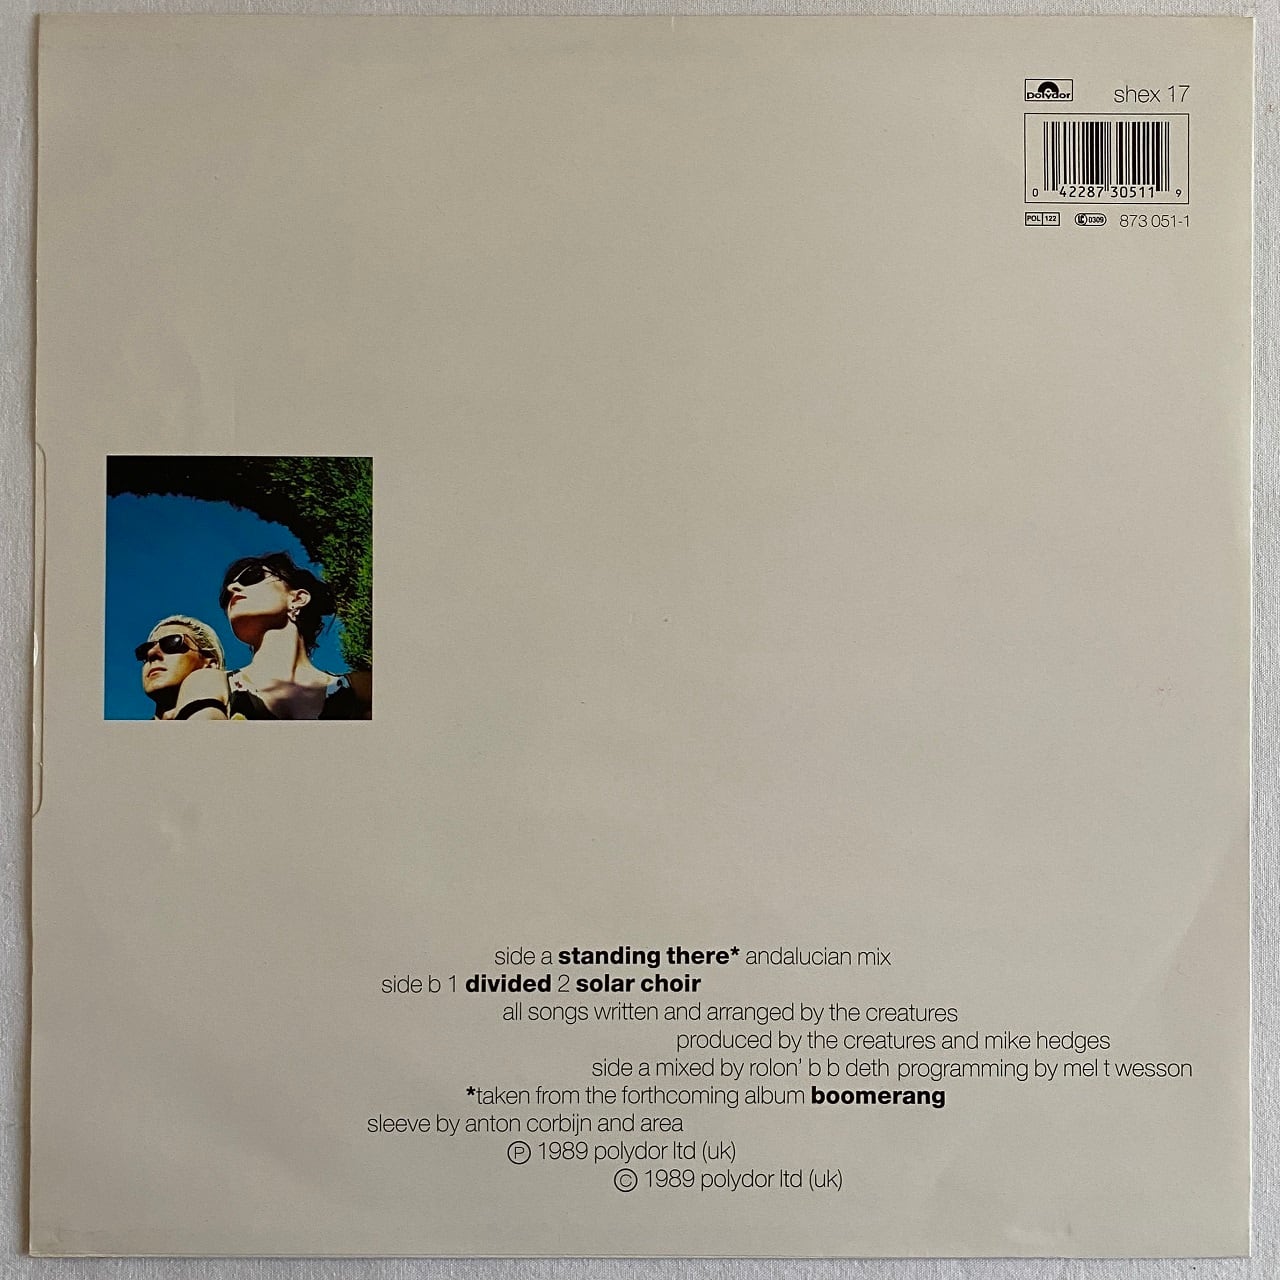 polydor shex 17
0 42287 30511 9
POL 122 LC 0309 873 051-1
side a standing there* andalucian mix
side b 1 divided 2 solar choir
all songs written and arranged by the creatures
produced by the creatures and mike hedges
side a mixed by rolon' b b deth programming by mel t wesson
*taken from the forthcoming album boomerang
sleeve by anton corbijn and area
℗ 1989 polydor ltd (uk)
© 1989 polydor ltd (uk)